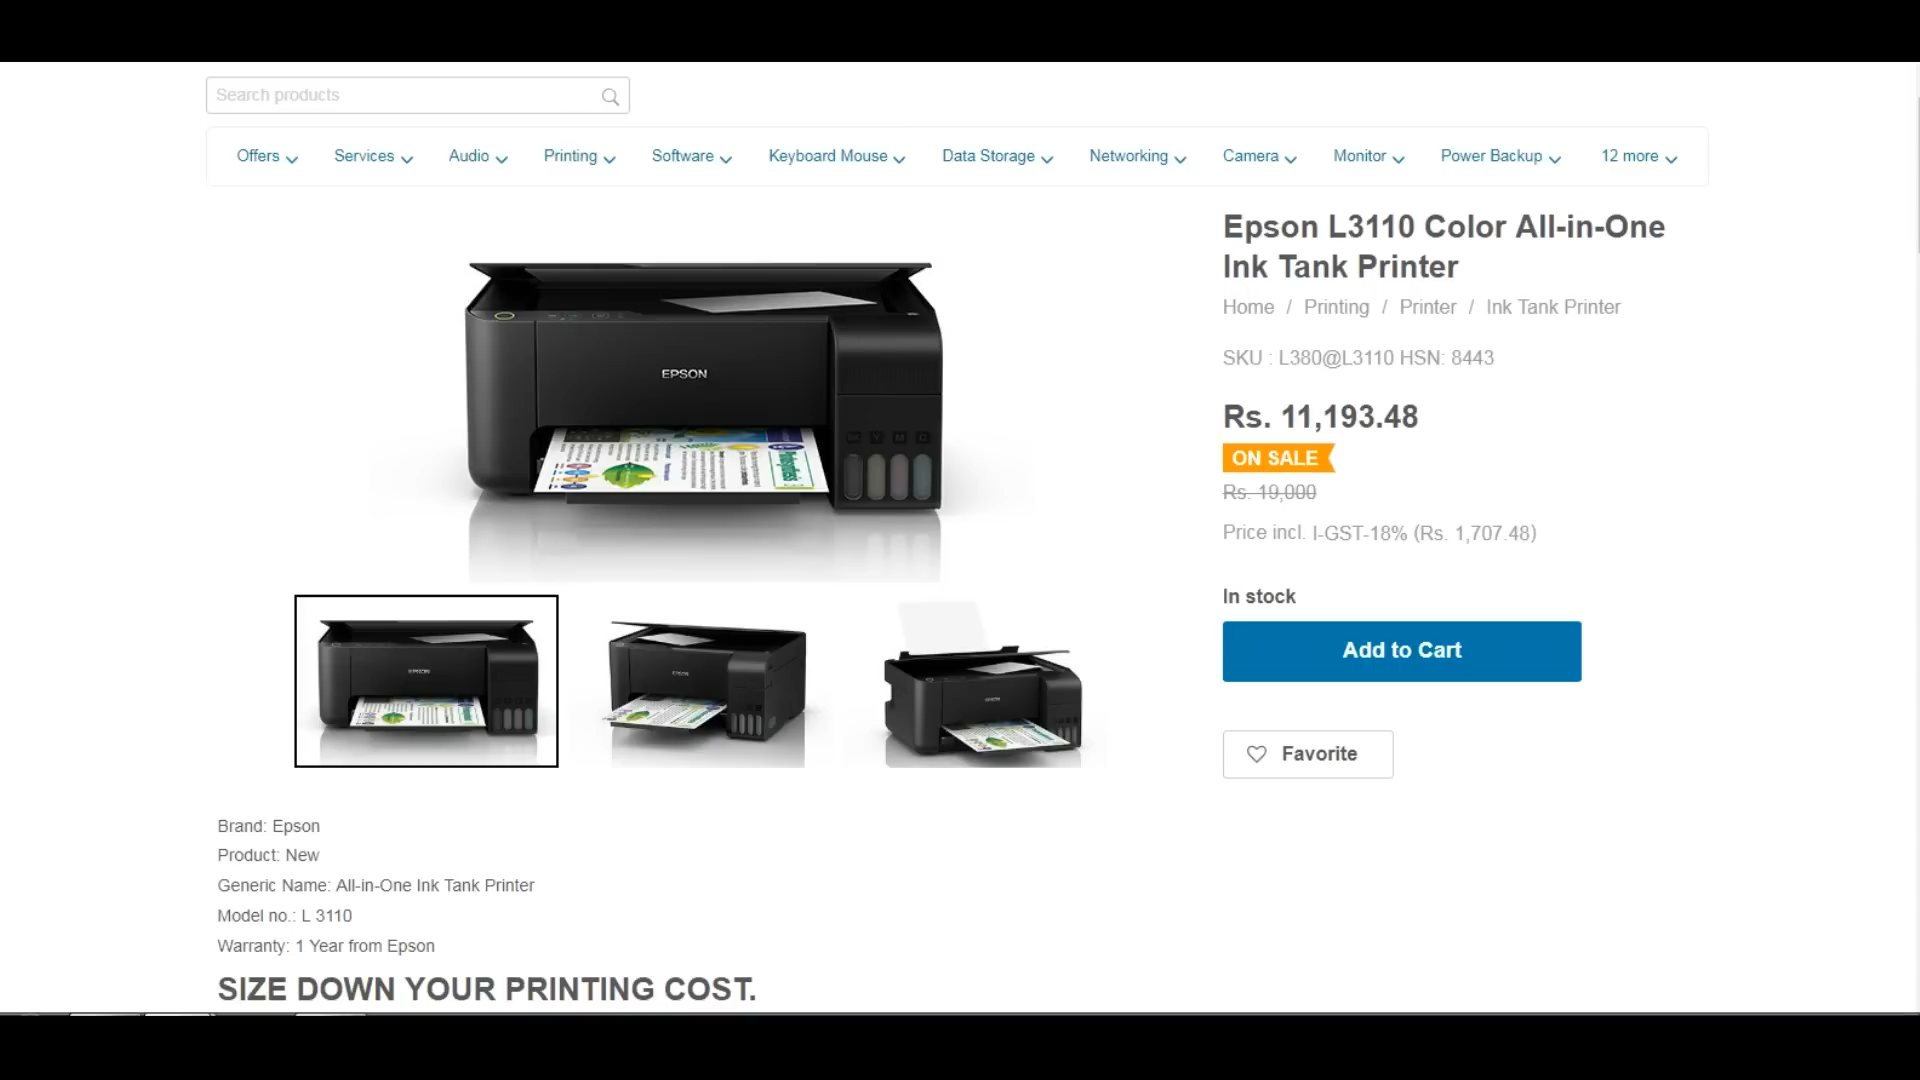 Search products
Offers Services Audio Printing Software Keyboard Mouse Data Storage Networking Camera Monitor Power Backup 12 more
Epson L3110 Color All-in-One
Ink Tank Printer
Home / Printing / Printer / Ink Tank Printer
SKU : L380@L3110 HSN: 8443
Rs. 11,193.48
ON SALE
Rs. 19,000
Price incl. I-GST-18% (Rs. 1,707.48)
In stock
Add to Cart
Favorite
EPSON
BK Y M C
EPSON
EPSON
EPSON
Brand: Epson
Product: New
Generic Name: All-in-One Ink Tank Printer
Model no.: L 3110
Warranty: 1 Year from Epson
SIZE DOWN YOUR PRINTING COST.